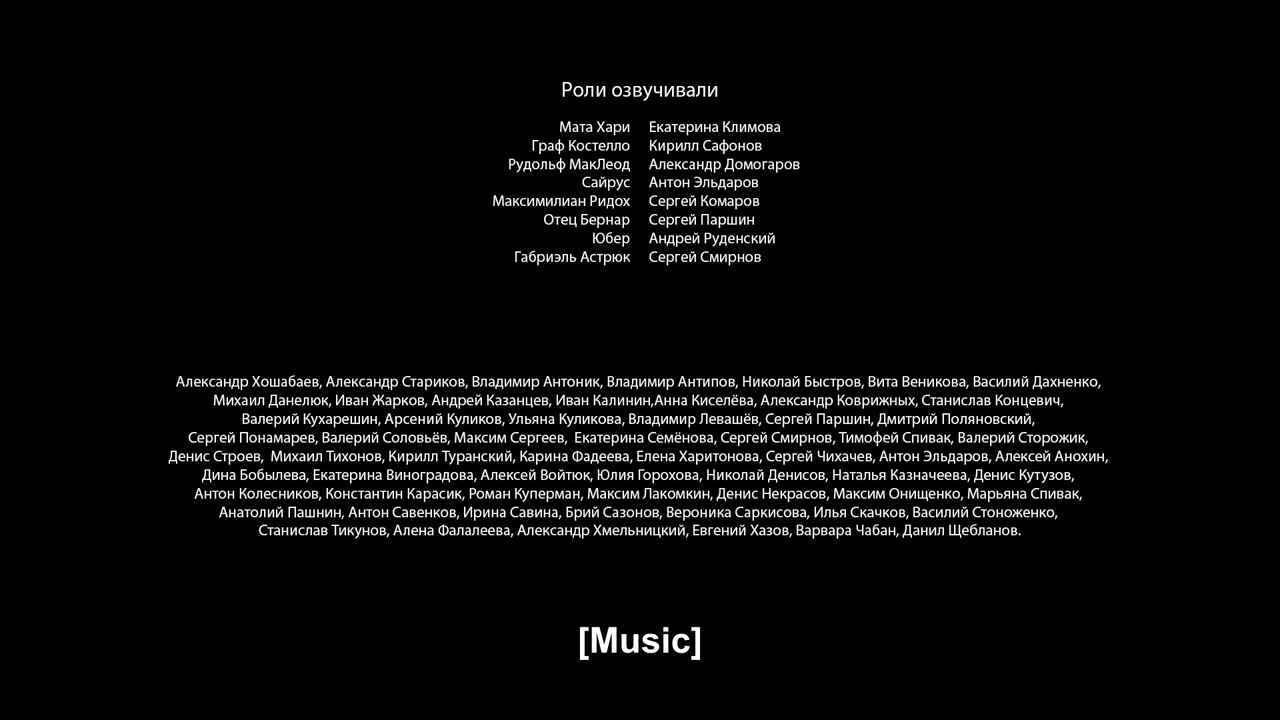 Роли озвучивали
Мата Хари Екатерина Климова
Граф Костелло Кирилл Сафонов
Рудольф МакЛеод Александр Домогаров
Сайрус Антон Эльдаров
Максимилиан Ридох Сергей Комаров
Отец Бернар Сергей Паршин
Юбер Андрей Руденский
Габриэль Астрюк Сергей Смирнов
Александр Хошабаев, Александр Стариков, Владимир Антоник, Владимир Антипов, Николай Быстров, Вита Веникова, Василий Дахненко,
Михаил Данелюк, Иван Жарков, Андрей Казанцев, Иван Калинин,Анна Киселёва, Александр Коврижных, Станислав Концевич,
Валерий Кухарешин, Арсений Куликов, Ульяна Куликова, Владимир Левашёв, Сергей Паршин, Дмитрий Поляновский,
Сергей Понамарев, Валерий Соловьёв, Максим Сергеев,  Екатерина Семёнова, Сергей Смирнов, Тимофей Спивак, Валерий Сторожик,
Денис Строев,  Михаил Тихонов, Кирилл Туранский, Карина Фадеева, Елена Харитонова, Сергей Чихачев, Антон Эльдаров, Алексей Анохин,
Дина Бобылева, Екатерина Виноградова, Алексей Войтюк, Юлия Горохова, Николай Денисов, Наталья Казначеева, Денис Кутузов,
Антон Колесников, Константин Карасик, Роман Куперман, Максим Лакомкин, Денис Некрасов, Максим Онищенко, Марьяна Спивак,
Анатолий Пашнин, Антон Савенков, Ирина Савина, Брий Сазонов, Вероника Саркисова, Илья Скачков, Василий Стоноженко,
Станислав Тикунов, Алена Фалалеева, Александр Хмельницкий, Евгений Хазов, Варвара Чабан, Данил Щебланов.
[Music]